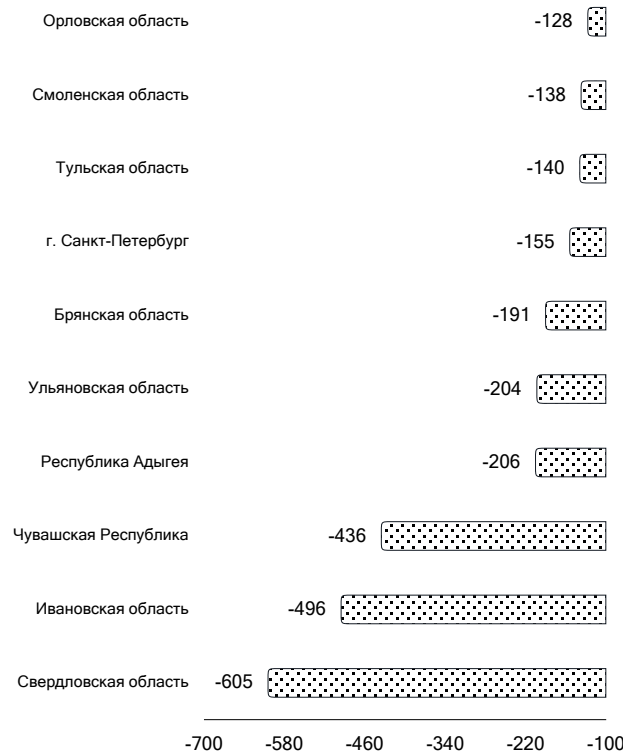 Орловская область -128
Смоленская область -138
Тульская область -140
г. Санкт-Петербург -155
Брянская область -191
Ульяновская область -204
Республика Адыгея -206
Чувашская Республика -436
Ивановская область -496
Свердловская область -605
-700 -580 -460 -340 -220 -100